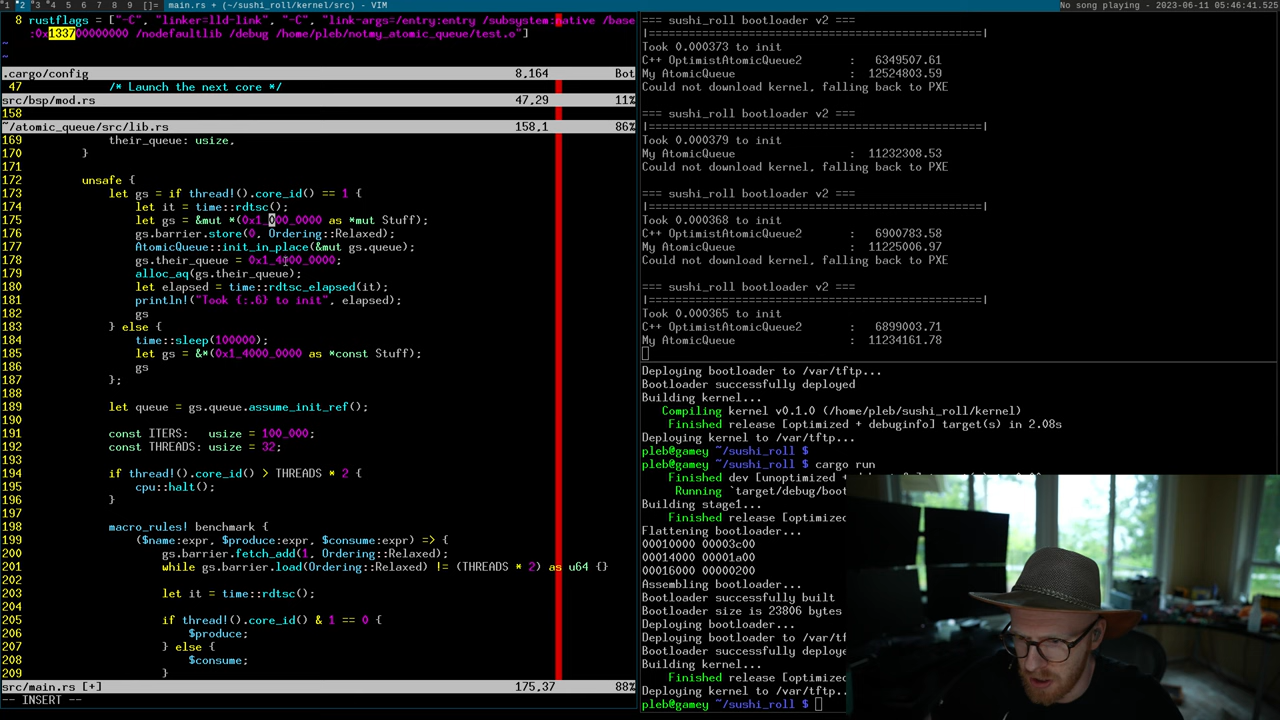 1 2 3 4 5 6 7 8 9 []= main.rs + (~/sushi_roll/kernel/src) - VIM
No song playing - 2023-06-11 05:46:41.525
8 rustflags = ["-C", "linker=lld-link", "-C", "link-args=/entry:entry /subsystem:native /base
:0x133700000000 /nodefaultlib /debug /home/pleb/notmy_atomic_queue/test.o"]
~
~
.cargo/config 8,164 Bot
47 /* Launch the next core */
src/bsp/mod.rs 47,29 11%
158
~/atomic_queue/src/lib.rs 158,1 86%
169 their_queue: usize,
170 }
171
172 unsafe {
173 let gs = if thread!().core_id() == 1 {
174 let it = time::rdtsc();
175 let gs = &mut *(0x1_000_0000 as *mut Stuff);
176 gs.barrier.store(0, Ordering::Relaxed);
177 AtomicQueue::init_in_place(&mut gs.queue);
178 gs.their_queue = 0x1_4000_0000;
179 alloc_aq(gs.their_queue);
180 let elapsed = time::rdtsc_elapsed(it);
181 println!("Took {:.6} to init", elapsed);
182 gs
183 } else {
184 time::sleep(100000);
185 let gs = &*(0x1_4000_0000 as *const Stuff);
186 gs
187 };
188
189 let queue = gs.queue.assume_init_ref();
190
191 const ITERS: usize = 100_000;
192 const THREADS: usize = 32;
193
194 if thread!().core_id() > THREADS * 2 {
195 cpu::halt();
196 }
197
198 macro_rules! benchmark {
199 ($name:expr, $produce:expr, $consume:expr) => {
200 gs.barrier.fetch_add(1, Ordering::Relaxed);
201 while gs.barrier.load(Ordering::Relaxed) != (THREADS * 2) as u64 {}
202
203 let it = time::rdtsc();
204
205 if thread!().core_id() & 1 == 0 {
206 $produce;
207 } else {
208 $consume;
209 }
src/main.rs [+] 175,37 88%
-- INSERT --
=== sushi_roll bootloader v2 ===
|==================================================|
Took 0.000373 to init
C++ OptimistAtomicQueue2 : 6349507.61
My AtomicQueue : 12524803.59
Could not download kernel, falling back to PXE
=== sushi_roll bootloader v2 ===
|==================================================|
Took 0.000379 to init
My AtomicQueue : 11232308.53
Could not download kernel, falling back to PXE
=== sushi_roll bootloader v2 ===
|==================================================|
Took 0.000368 to init
C++ OptimistAtomicQueue2 : 6900783.58
My AtomicQueue : 11225006.97
Could not download kernel, falling back to PXE
=== sushi_roll bootloader v2 ===
|==================================================|
Took 0.000365 to init
C++ OptimistAtomicQueue2 : 6899003.71
My AtomicQueue : 11234161.78
Deploying bootloader to /var/tftp...
Bootloader successfully deployed
Building kernel...
Compiling kernel v0.1.0 (/home/pleb/sushi_roll/kernel)
Finished release [optimized + debuginfo] target(s) in 2.08s
Deploying kernel to /var/tftp...
pleb@gamey ~/sushi_roll $
pleb@gamey ~/sushi_roll $ cargo run
Finished dev [unoptimized +
Running `target/debug/boot
Building stage1...
Finished release [optimized
Flattening bootloader...
00010000 00003c00
00014000 00001a00
00016000 00000200
Assembling bootloader...
Bootloader successfully built
Bootloader size is 23806 bytes
Deploying bootloader...
Deploying bootloader to /var/tf
Bootloader successfully deploye
Building kernel...
Finished release [optimized
Deploying kernel to /var/tftp...
pleb@gamey ~/sushi_roll $